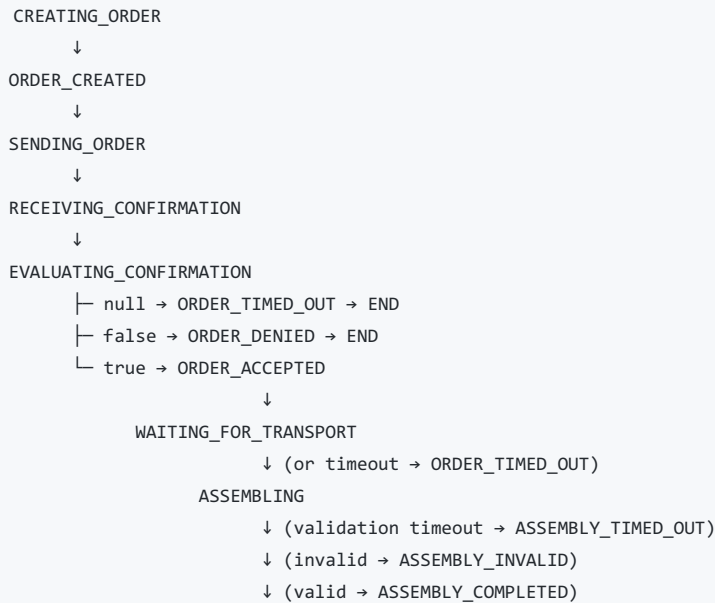 CREATING_ORDER
↓
ORDER_CREATED
↓
SENDING_ORDER
↓
RECEIVING_CONFIRMATION
↓
EVALUATING_CONFIRMATION
├─ null → ORDER_TIMED_OUT → END
├─ false → ORDER_DENIED → END
└─ true → ORDER_ACCEPTED
↓
WAITING_FOR_TRANSPORT
↓ (or timeout → ORDER_TIMED_OUT)
ASSEMBLING
↓ (validation timeout → ASSEMBLY_TIMED_OUT)
↓ (invalid → ASSEMBLY_INVALID)
↓ (valid → ASSEMBLY_COMPLETED)